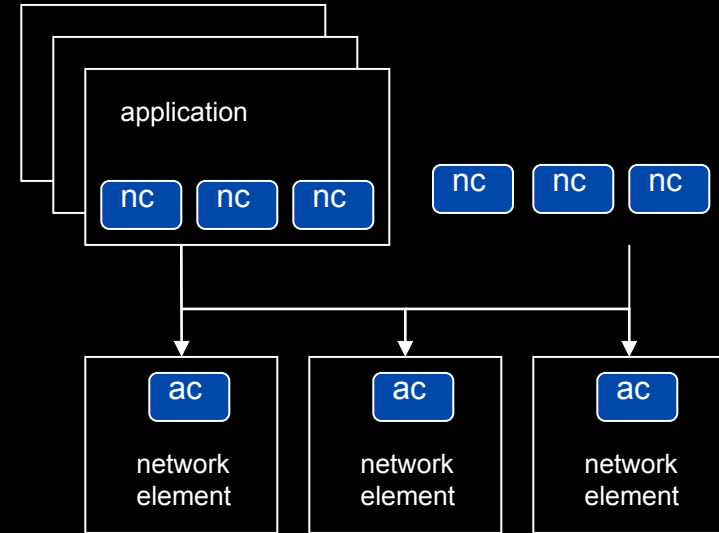 application
nc nc nc nc nc nc
ac ac ac
network network network
element element element